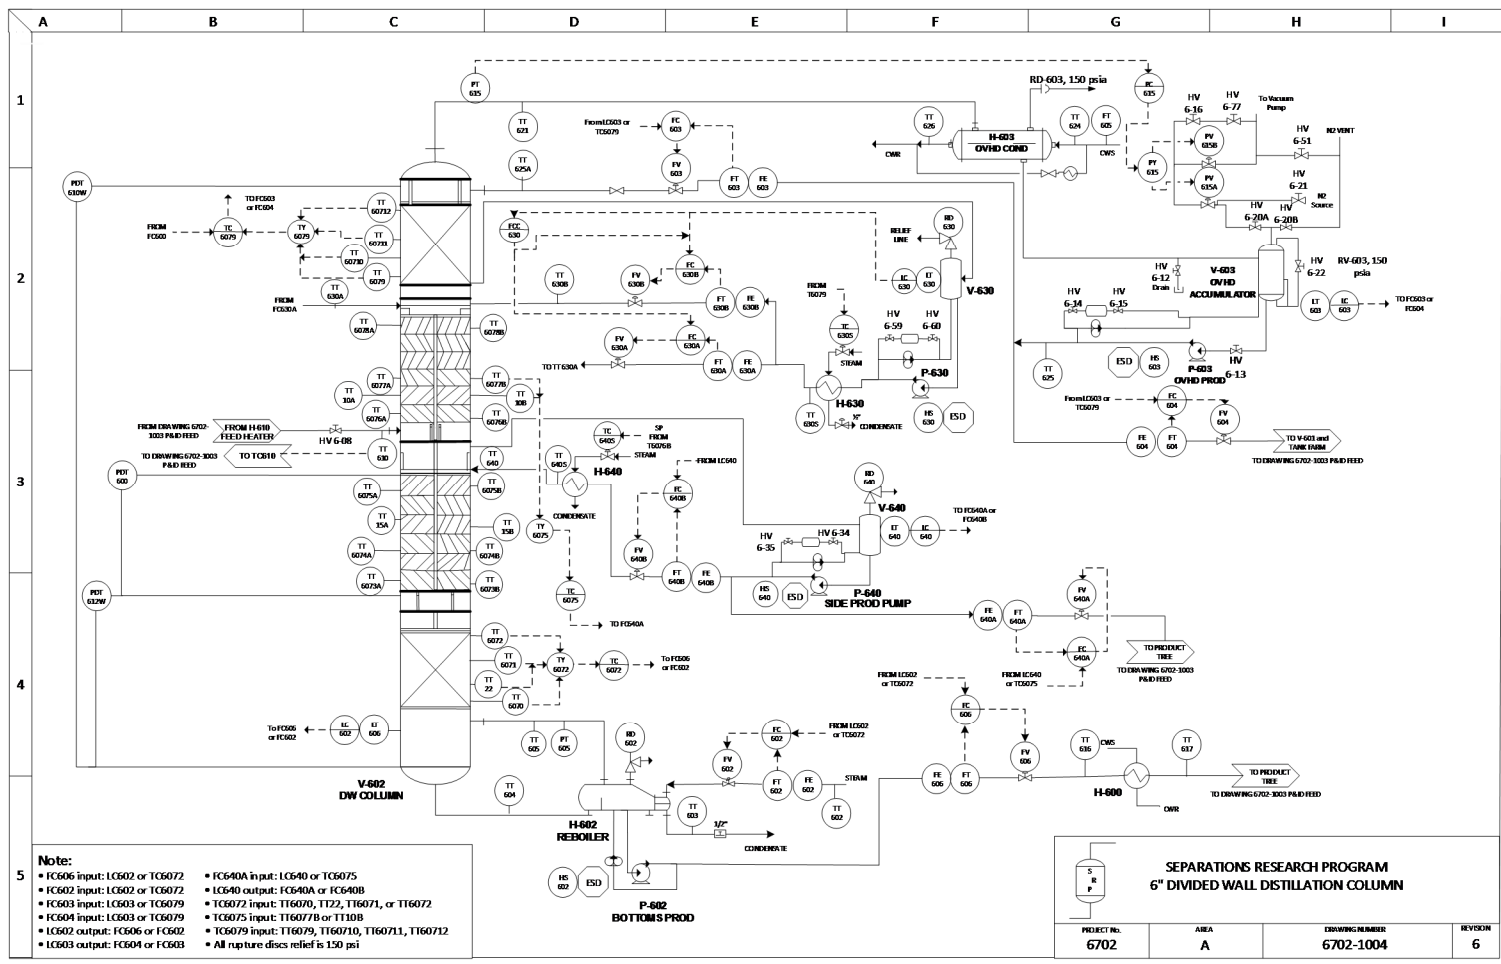 A B C D E F G H I
1
2
3
4
5
PT
615
TT
621
TT
625A
From LC603 or
TC6079
FC
603
FV
603
FT
603
FE
603
TT
626
CWR
H-603
OVHD COND
RD-603, 150 psia
TT
624
FT
605
CWS
PC
615
PY
615
PV
615B
PV
615A
HV
6-16
HV
6-77
To Vacuum
Pump
HV
6-51
N2 VENT
HV
6-21
N2
Source
HV
6-20A
HV
6-20B
PDT
610W
TO FC603
or FC604
FROM
FC600
TC
6079
TY
6079
TT
60712
TT
60711
TT
60710
TT
6079
FROM
FC630A
TT
630A
TT
6078A
TT
6078B
FCC
630
FC
630B
FV
630B
TT
630B
FT
630B
FE
630B
FV
630A
FC
630A
TO TT630A
FT
630A
FE
630A
RELIEF
LINE
RD
630
LC
630
LT
630
V-630
FROM
T6079
TC
630S
STEAM
HV
6-59
HV
6-60
P-630
H-630
TT
630S
½"
CONDENSATE
HS
630
ESD
V-603
OVHD
ACCUMULATOR
HV
6-12
Drain
HV
6-22
RV-603, 150
psia
HV
6-14
HV
6-15
LT
603
LC
603
TO FC603 or
FC604
TT
625
ESD
HS
603
P-603
OVHD PROD
HV
6-13
From LC603 or
TC6079
FC
604
FV
604
FE
604
FT
604
TO V-601 and
TANK FARM
TO DRAWING 6702-1003 P&ID FEED
TT
6077A
TT
10A
TT
6076A
TT
6077B
TT
10B
TT
6076B
FROM DRAWING 6702-
1003 P&ID FEED
FROM H-610
FEED HEATER
HV 6-08
TO DRAWING 6702-1003
P&ID FEED
TO TC610
TT
610
TT
640
PDT
600
TT
6075A
TT
6075B
TT
15A
TT
15B
TT
6074A
TT
6074B
TT
6073A
TT
6073B
PDT
612W
TC
640S
SP
FROM
T6076B
STEAM
TT
640S
H-640
CONDENSATE
TY
6075
TC
6075
TO FC640A
FROM LC640
FC
640B
FV
640B
FT
640B
FE
640B
RD
640
V-640
LT
640
LC
640
TO FC640A or
FC640B
HV
6-35
HV 6-34
HS
640
ESD
P-640
SIDE PROD PUMP
FE
640A
FT
640A
FV
640A
FC
640A
FROM LC640
or TC6075
TO PRODUCT
TREE
TO DRAWING 6702-1003
P&ID FEED
TT
6072
TT
6071
TT
22
TT
6070
TY
6072
TC
6072
To FC606
or FC602
To FC606
or FC602
LC
602
LT
606
V-602
DW COLUMN
TT
605
PT
605
TT
604
RD
602
H-602
REBOILER
FV
602
FC
602
FROM LC602
or TC6072
FT
602
FE
602
STEAM
TT
602
TT
603
1/2"
CONDENSATE
HS
602
ESD
P-602
BOTTOMS PROD
FROM LC602
or TC6072
FC
606
FV
606
FE
606
FT
606
TT
616
CWS
TT
617
H-600
CWR
TO PRODUCT
TREE
TO DRAWING 6702-1003 P&ID FEED
Note:
• FC606 input: LC602 or TC6072
• FC602 input: LC602 or TC6072
• FC603 input: LC603 or TC6079
• FC604 input: LC603 or TC6079
• LC602 output: FC606 or FC602
• LC603 output: FC604 or FC603
• FC640A input: LC640 or TC6075
• LC640 output: FC640A or FC640B
• TC6072 input: TT6070, TT22, TT6071, or TT6072
• TC6075 input: TT6077B or TT10B
• TC6079 input: TT6079, TT60710, TT60711, TT60712
• All rupture discs relief is 150 psi
S
R
P
SEPARATIONS RESEARCH PROGRAM
6" DIVIDED WALL DISTILLATION COLUMN
PROJECT No.
6702
AREA
A
DRAWING NUMBER
6702-1004
REVISION
6